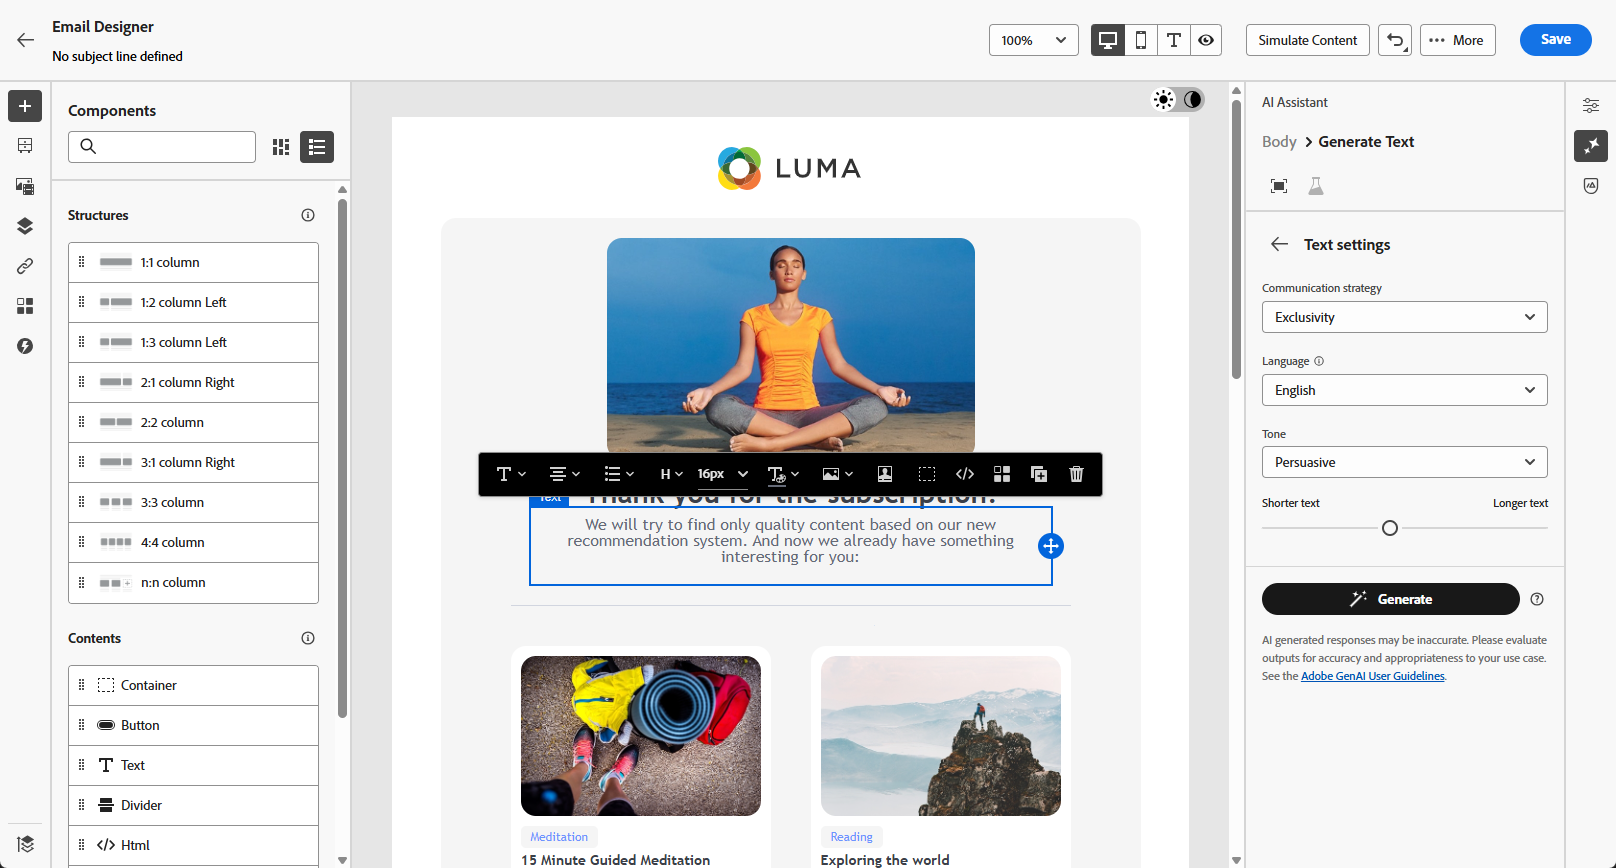 Email Designer
No subject line defined
100%
Simulate Content
More
Save
Components
Structures
1:1 column
1:2 column Left
1:3 column Left
2:1 column Right
2:2 column
3:1 column Right
3:3 column
4:4 column
n:n column
Contents
Container
Button
Text
Divider
Html
LUMA
H
16px
Text
Thank you for the subscription!
We will try to find only quality content based on our new
recommendation system. And now we already have something
interesting for you:
Meditation
15 Minute Guided Meditation
Reading
Exploring the world
AI Assistant
Body > Generate Text
Text settings
Communication strategy
Exclusivity
Language
English
Tone
Persuasive
Shorter text
Longer text
Generate
AI generated responses may be inaccurate. Please evaluate
outputs for accuracy and appropriateness to your use case.
See the Adobe GenAI User Guidelines.